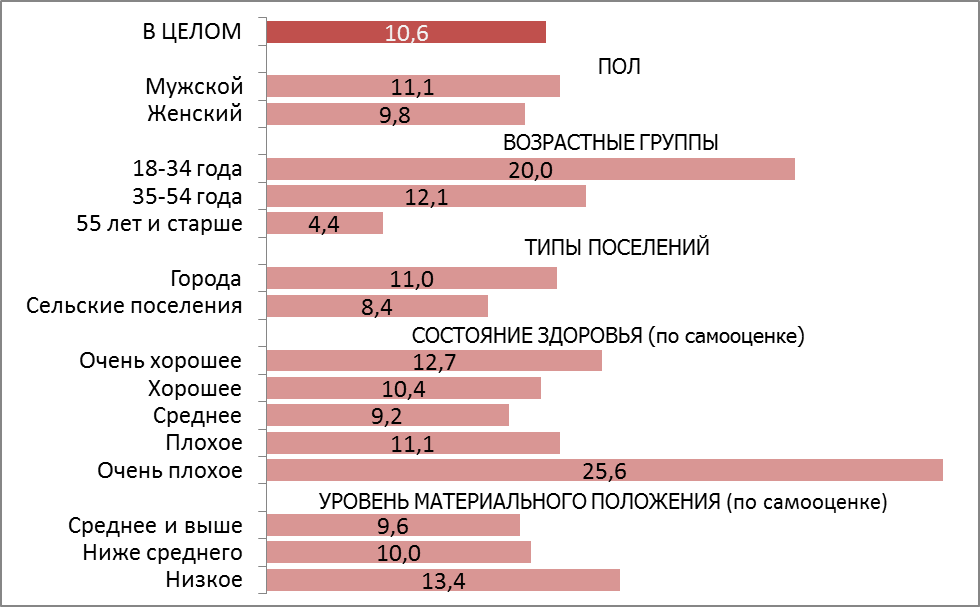 В ЦЕЛОМ 10,6
ПОЛ
Мужской 11,1
Женский 9,8
ВОЗРАСТНЫЕ ГРУППЫ
18-34 года 20,0
35-54 года 12,1
55 лет и старше 4,4
ТИПЫ ПОСЕЛЕНИЙ
Города 11,0
Сельские поселения 8,4
СОСТОЯНИЕ ЗДОРОВЬЯ (по самооценке)
Очень хорошее 12,7
Хорошее 10,4
Среднее 9,2
Плохое 11,1
Очень плохое 25,6
УРОВЕНЬ МАТЕРИАЛЬНОГО ПОЛОЖЕНИЯ (по самооценке)
Среднее и выше 9,6
Ниже среднего 10,0
Низкое 13,4